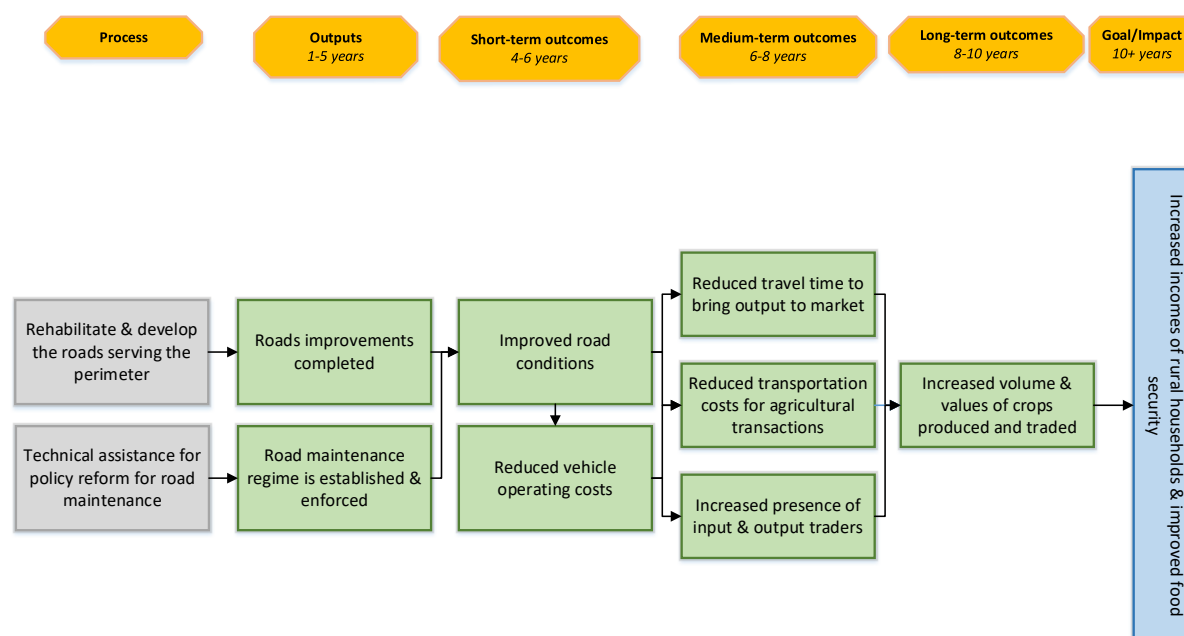 Process
Outputs
1-5 years
Short-term outcomes
4-6 years
Medium-term outcomes
6-8 years
Long-term outcomes
8-10 years
Goal/Impact
10+ years
Rehabilitate & develop
the roads serving the
perimeter
Technical assistance for
policy reform for road
maintenance
Roads improvements
completed
Road maintenance
regime is established &
enforced
Improved road
conditions
Reduced vehicle
operating costs
Reduced travel time to
bring output to market
Reduced transportation
costs for agricultural
transactions
Increased presence of
input & output traders
Increased volume &
values of crops
produced and traded
Increased incomes of rural households & improved food
security